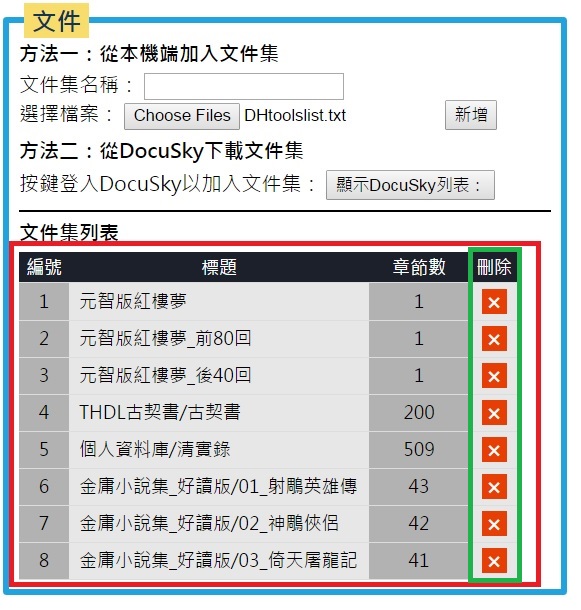 文件
方法一：從本機端加入文件集
文件集名稱：
選擇檔案： Choose Files DHtoolslist.txt 新增
方法二：從DocuSky下載文件集
按鍵登入DocuSky以加入文件集： 顯示DocuSky列表：
文件集列表
編號 標題 章節數 刪除
1 元智版紅樓夢 1 ×
2 元智版紅樓夢_前80回 1 ×
3 元智版紅樓夢_後40回 1 ×
4 THDL古契書/古契書 200 ×
5 個人資料庫/清實錄 509 ×
6 金庸小說集_好讀版/01_射鵰英雄傳 43 ×
7 金庸小說集_好讀版/02_神鵰俠侶 42 ×
8 金庸小說集_好讀版/03_倚天屠龍記 41 ×